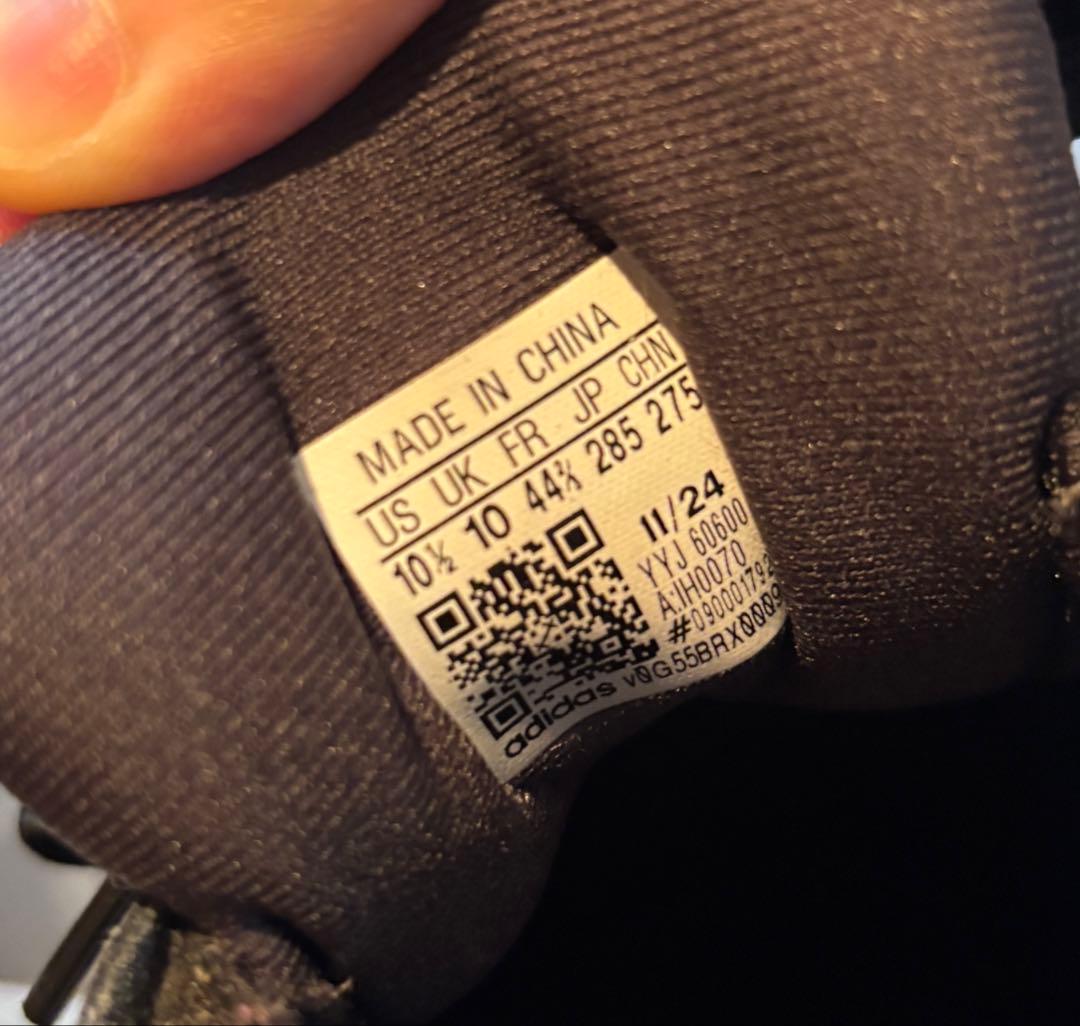 MADE IN CHINA
US UK FR JP CHN
10½ 10 44⅔ 285 275
11/24
YYJ 60600
A:IH0070
adidas